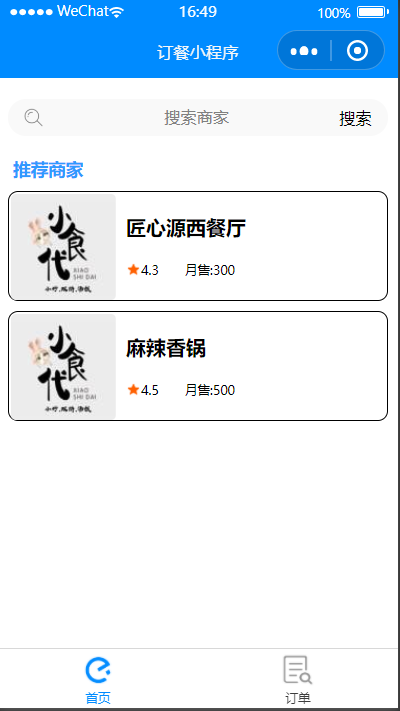 WeChat 16:49 100%
订餐小程序
搜索商家 搜索
推荐商家
小食代
XIAO
SHI DAI
匠心源西餐厅
4.3 月售:300
小食代
XIAO
SHI DAI
麻辣香锅
4.5 月售:500
首页 订单